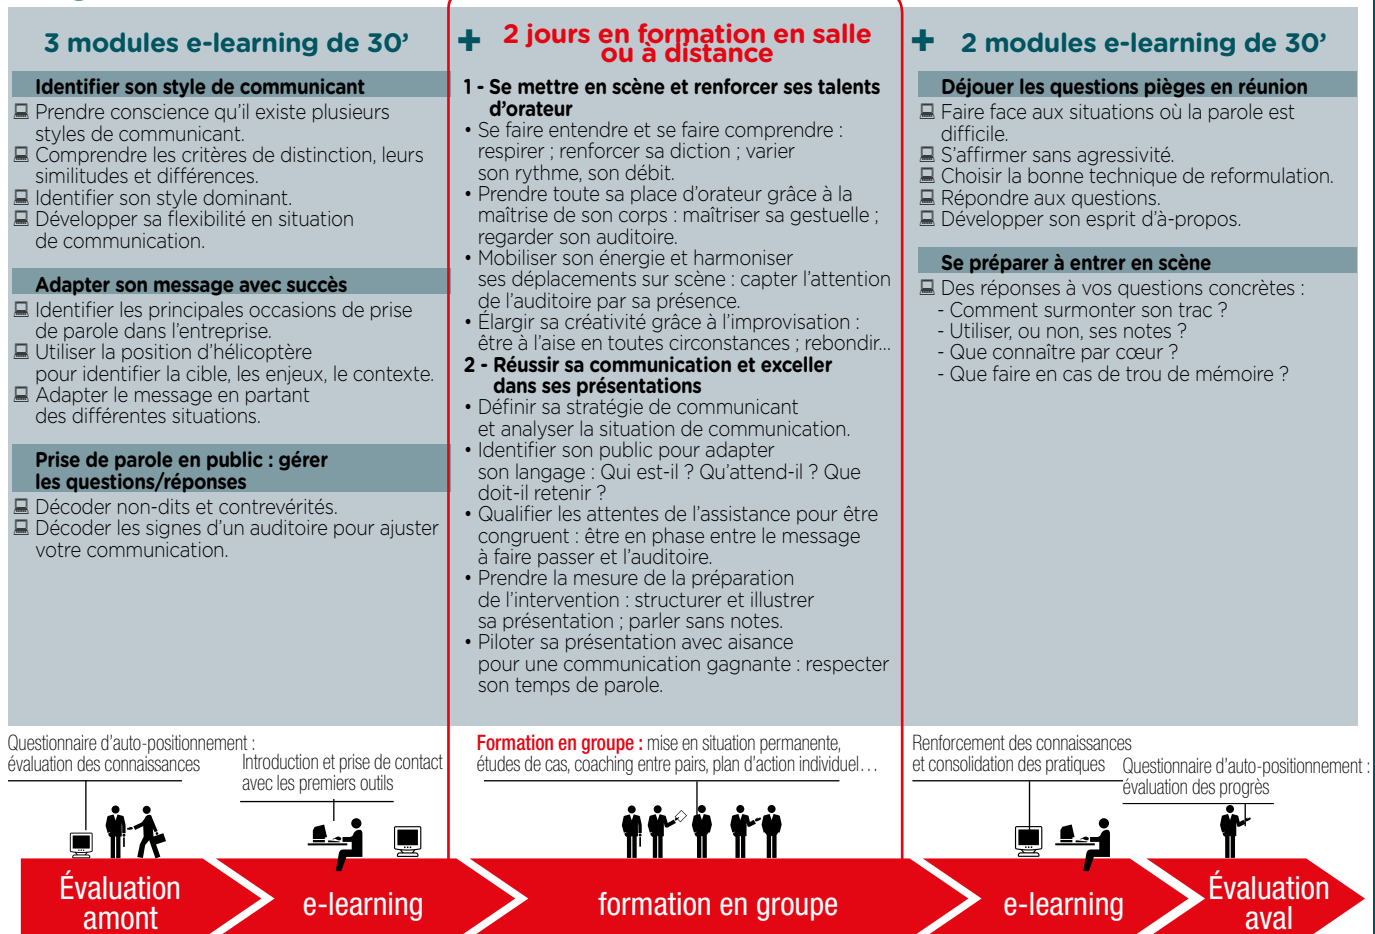 3 modules e-learning de 30’
Identifier son style de communicant
Prendre conscience qu’il existe plusieurs
styles de communicant.
Comprendre les critères de distinction, leurs
similitudes et différences.
Identifier son style dominant.
Développer sa flexibilité en situation
de communication.
Adapter son message avec succès
Identifier les principales occasions de prise
de parole dans l’entreprise.
Utiliser la position d’hélicoptère
pour identifier la cible, les enjeux, le contexte.
Adapter le message en partant
des différentes situations.
Prise de parole en public : gérer
les questions/réponses
Décoder non-dits et contrevérités.
Décoder les signes d’un auditoire pour ajuster
votre communication.
+ 2 jours en formation en salle
ou à distance
1 - Se mettre en scène et renforcer ses talents
d’orateur
• Se faire entendre et se faire comprendre :
respirer ; renforcer sa diction ; varier
son rythme, son débit.
• Prendre toute sa place d’orateur grâce à la
maîtrise de son corps : maîtriser sa gestuelle ;
regarder son auditoire.
• Mobiliser son énergie et harmoniser
ses déplacements sur scène : capter l’attention
de l’auditoire par sa présence.
• Élargir sa créativité grâce à l’improvisation :
être à l’aise en toutes circonstances ; rebondir...
2 - Réussir sa communication et exceller
dans ses présentations
• Définir sa stratégie de communicant
et analyser la situation de communication.
• Identifier son public pour adapter
son langage : Qui est-il ? Qu’attend-il ? Que
doit-il retenir ?
• Qualifier les attentes de l’assistance pour être
congruent : être en phase entre le message
à faire passer et l’auditoire.
• Prendre la mesure de la préparation
de l’intervention : structurer et illustrer
sa présentation ; parler sans notes.
• Piloter sa présentation avec aisance
pour une communication gagnante : respecter
son temps de parole.
+ 2 modules e-learning de 30’
Déjouer les questions pièges en réunion
Faire face aux situations où la parole est
difficile.
S’affirmer sans agressivité.
Choisir la bonne technique de reformulation.
Répondre aux questions.
Développer son esprit d’à-propos.
Se préparer à entrer en scène
Des réponses à vos questions concrètes :
- Comment surmonter son trac ?
- Utiliser, ou non, ses notes ?
- Que connaître par cœur ?
- Que faire en cas de trou de mémoire ?
Questionnaire d’auto-positionnement :
évaluation des connaissances
Introduction et prise de contact
avec les premiers outils
Formation en groupe : mise en situation permanente,
études de cas, coaching entre pairs, plan d’action individuel…
Renforcement des connaissances
et consolidation des pratiques
Questionnaire d’auto-positionnement :
évaluation des progrès
Évaluation
amont
e-learning
formation en groupe
e-learning
Évaluation
aval